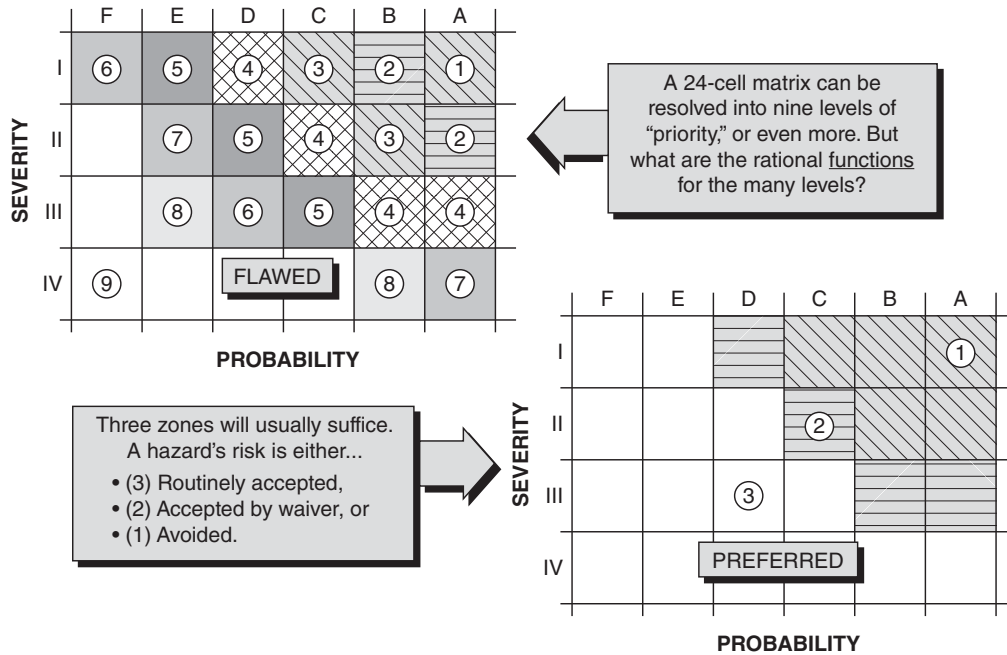 F E D C B A
I 6 5 4 3 2 1
II 7 5 4 3 2
III 8 6 5 4 4
IV 9 8 7
FLAWED
SEVERITY
PROBABILITY
A 24-cell matrix can be
resolved into nine levels of
“priority,” or even more. But
what are the rational functions
for the many levels?
Three zones will usually suffice.
A hazard's risk is either...
• (3) Routinely accepted,
• (2) Accepted by waiver, or
• (1) Avoided.
F E D C B A
I 1
II 2
III 3
IV
PREFERRED
SEVERITY
PROBABILITY